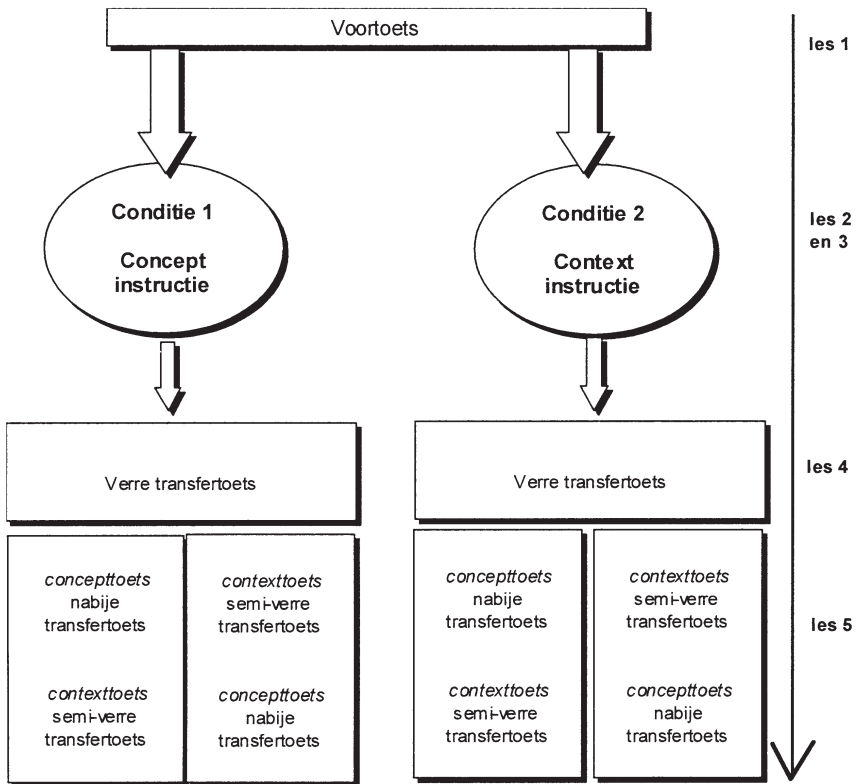 Voortoets
les 1
Conditie 1
Concept
instructie
Conditie 2
Context
instructie
les 2
en 3
Verre transfertoets
Verre transfertoets
les 4
concepttoets
nabije
transfertoets
contexttoets
semi-verre
transfertoets
contexttoets
semi-verre
transfertoets
concepttoets
nabije
transfertoets
concepttoets
nabije
transfertoets
contexttoets
semi-verre
transfertoets
contexttoets
semi-verre
transfertoets
concepttoets
nabije
transfertoets
les 5